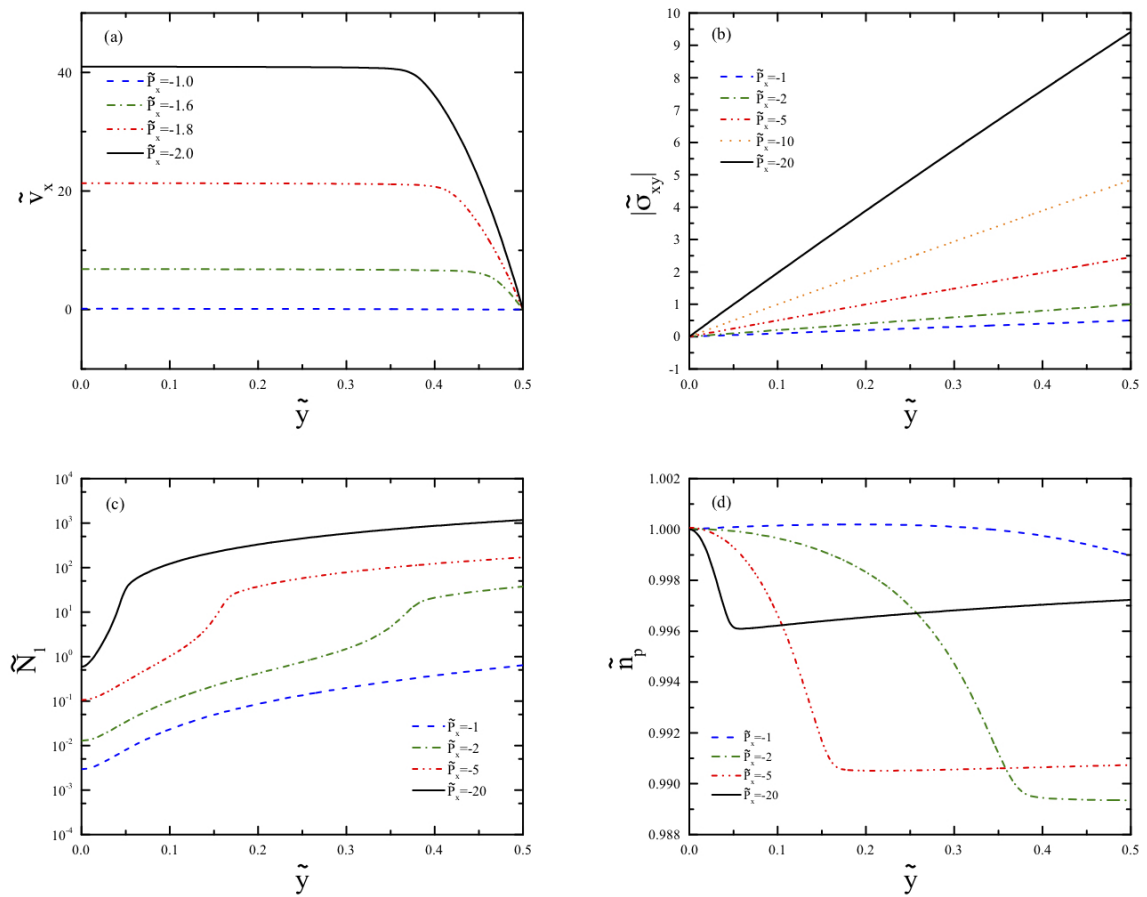 (a)
P̃x=-1.0
P̃x=-1.6
P̃x=-1.8
P̃x=-2.0
ṽx
40
20
0
0.0 0.1 0.2 0.3 0.4 0.5
ỹ
(b)
P̃x=-1
P̃x=-2
P̃x=-5
P̃x=-10
P̃x=-20
|σ̃xy|
10
9
8
7
6
5
4
3
2
1
0
-1
0.0 0.1 0.2 0.3 0.4 0.5
ỹ
(c)
Ñ1
10^4
10^3
10^2
10^1
10^0
10^-1
10^-2
10^-3
10^-4
P̃x=-1
P̃x=-2
P̃x=-5
P̃x=-20
0.0 0.1 0.2 0.3 0.4 0.5
ỹ
(d)
ñp
1.002
1.000
0.998
0.996
0.994
0.992
0.990
0.988
P̃x=-1
P̃x=-2
P̃x=-5
P̃x=-20
0.0 0.1 0.2 0.3 0.4 0.5
ỹ